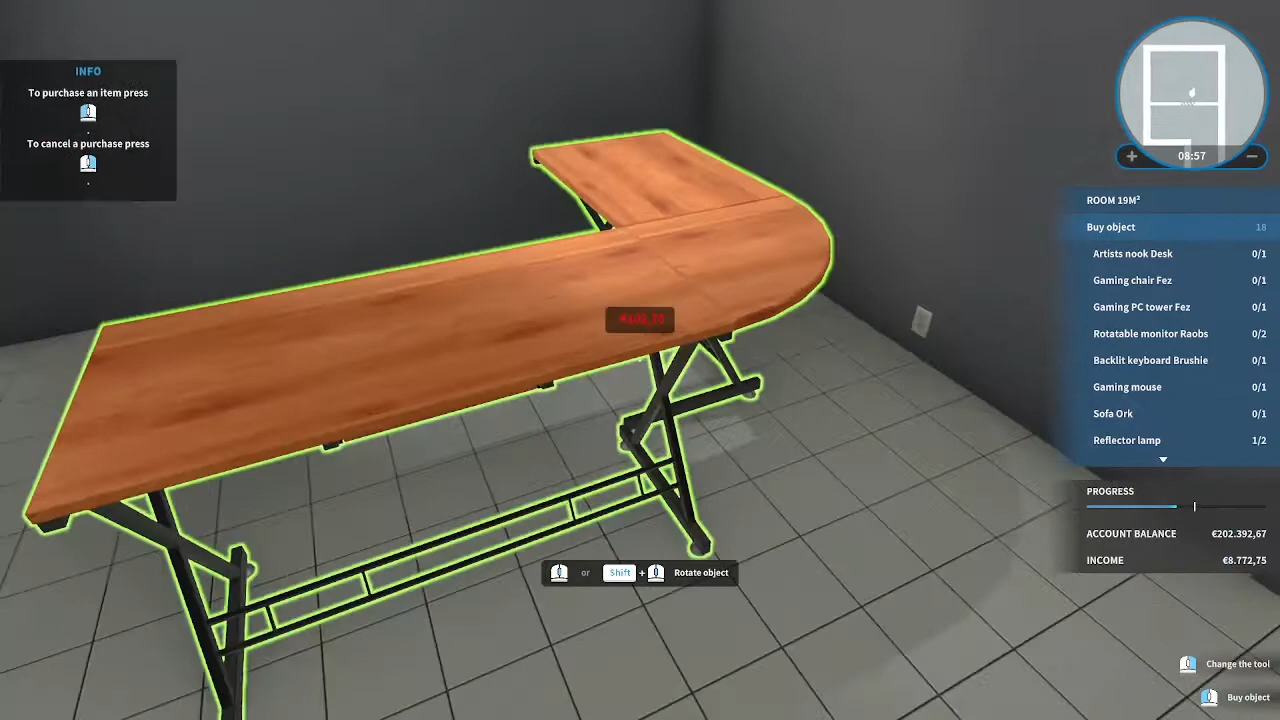 INFO
To purchase an item press
.
To cancel a purchase press
.
08:57
ROOM 19M²
Buy object 18
Artists nook Desk 0/1
Gaming chair Fez 0/1
Gaming PC tower Fez 0/1
Rotatable monitor Raobs 0/2
Backlit keyboard Brushie 0/1
Gaming mouse 0/1
Sofa Ork 0/1
Reflector lamp 1/2
PROGRESS
ACCOUNT BALANCE €202.392,67
INCOME €8.772,75
or Shift + Rotate object
Change the tool
Buy object